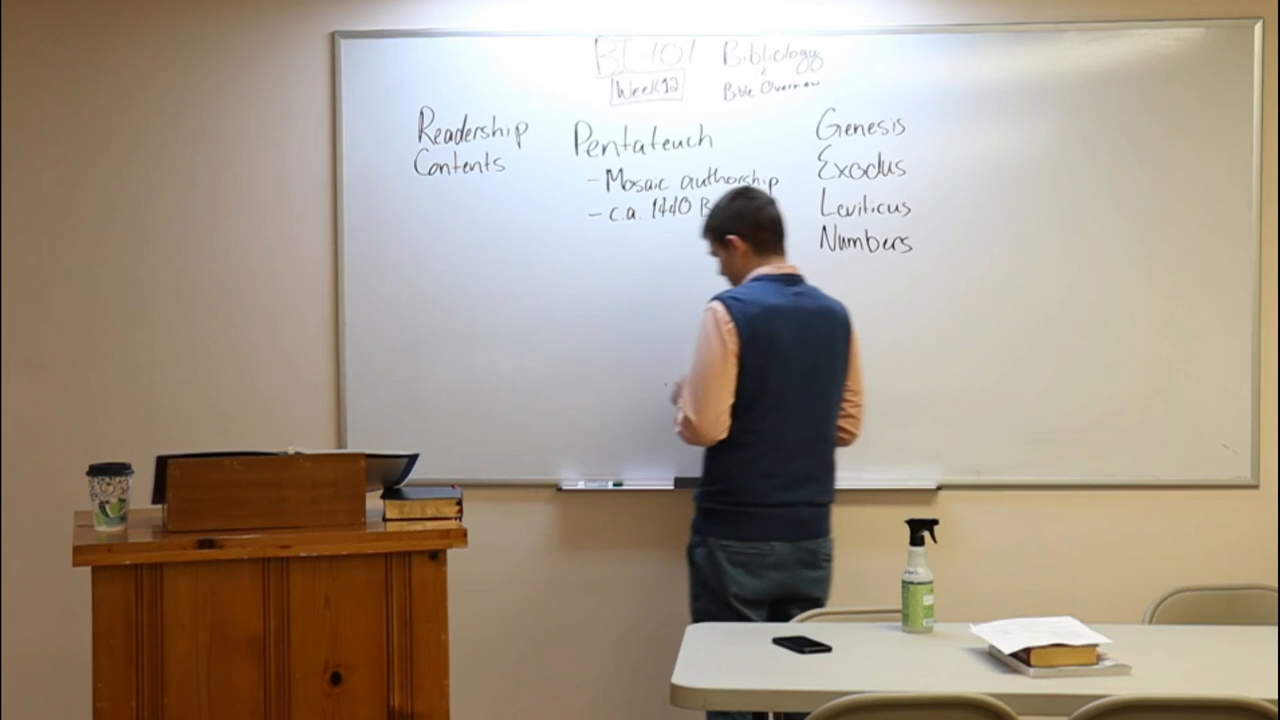 BI-101 Bibliology
&
Week 12 Bible Overview
Readership
Contents
Pentateuch
- Mosaic authorship
- c.a. 1440 B
Genesis
Exodus
Leviticus
Numbers